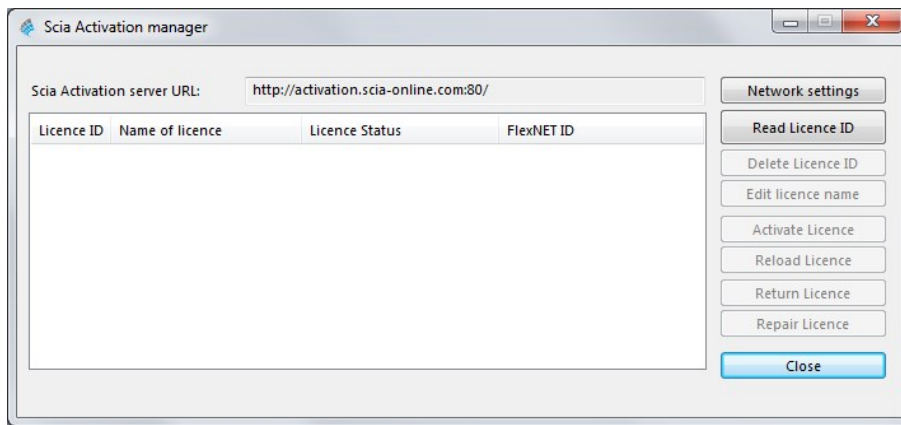 Scia Activation manager
Scia Activation server URL: http://activation.scia-online.com:80/ Network settings
Licence ID Name of licence Licence Status FlexNET ID Read Licence ID
Delete Licence ID
Edit licence name
Activate Licence
Reload Licence
Return Licence
Repair Licence
Close